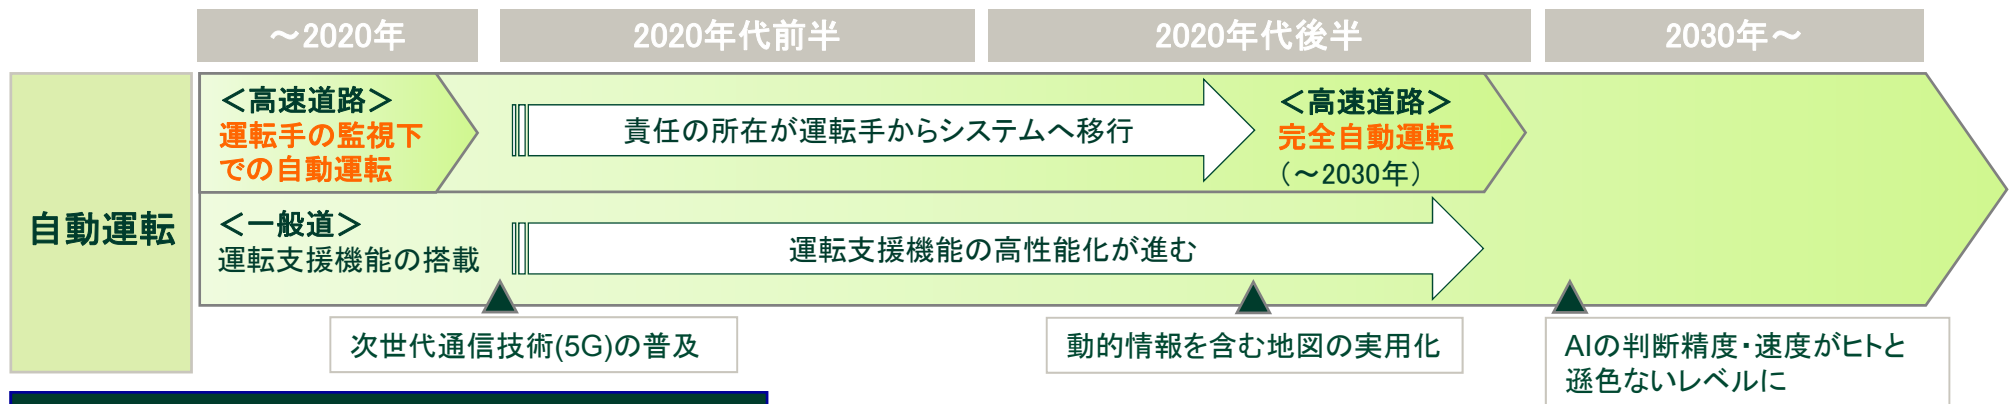 ～2020年
2020年代前半
2020年代後半
2030年～
自動運転
＜高速道路＞
運転手の監視下
での自動運転
責任の所在が運転手からシステムへ移行
＜高速道路＞
完全自動運転
（～2030年）
＜一般道＞
運転支援機能の搭載
運転支援機能の高性能化が進む
次世代通信技術(5G)の普及
動的情報を含む地図の実用化
AIの判断精度・速度がヒトと
遜色ないレベルに